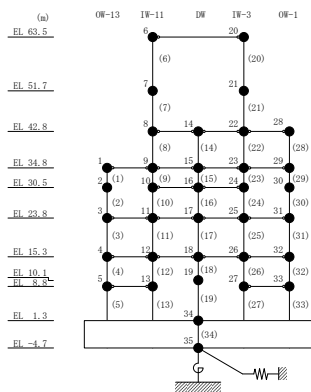 (m) OW-13 IW-11 DW IW-3 OW-1
EL 63.5 6 20
(6) (20)
EL 51.7 7 21
(7) (21)
EL 42.8 8 14 22 28
(8) (14) (22) (28)
EL 34.8 1 9 15 23 29
(1) (9) (15) (23) (29)
EL 30.5 2 10 16 24 30
(2) (10) (16) (24) (30)
EL 23.8 3 11 17 25 31
(3) (11) (17) (25) (31)
EL 15.3 4 12 18 26 32
(4) (12) (18) (26) (32)
EL 10.1 19
EL 8.8 5 13 27 33
(5) (13) (19) (27) (33)
EL 1.3 34
(34)
EL -4.7 35